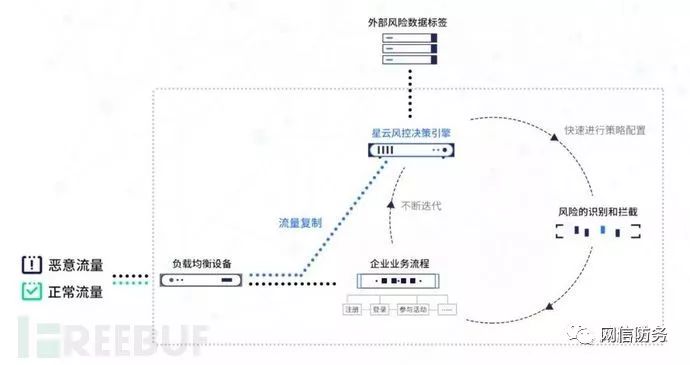 外部风险数据标签
星云风控决策引擎
快速进行策略配置
不断迭代
风险的识别和拦截
流量复制
恶意流量
正常流量
负载均衡设备
企业业务流程
注册
登录
参与活动
......
REEBUF
网信防务